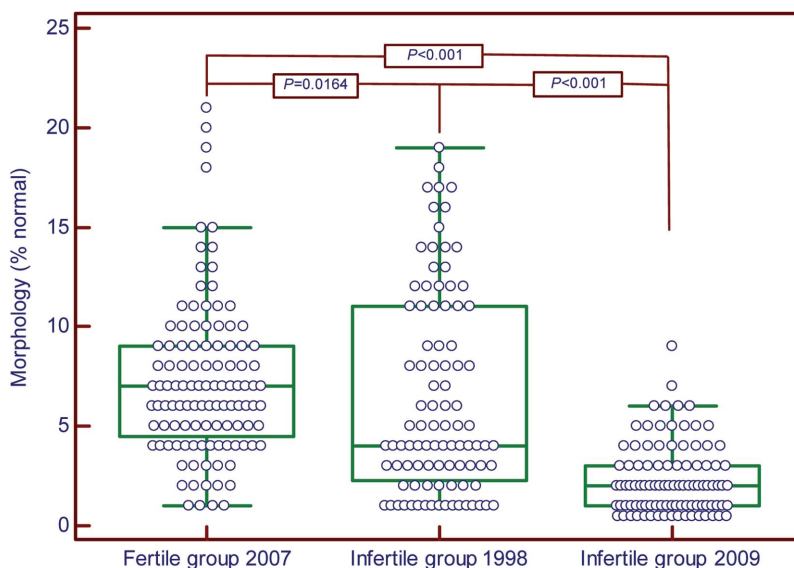 25
P<0.001
P=0.0164
P<0.001
20
15
10
5
0
Morphology (% normal)
Fertile group 2007
Infertile group 1998
Infertile group 2009